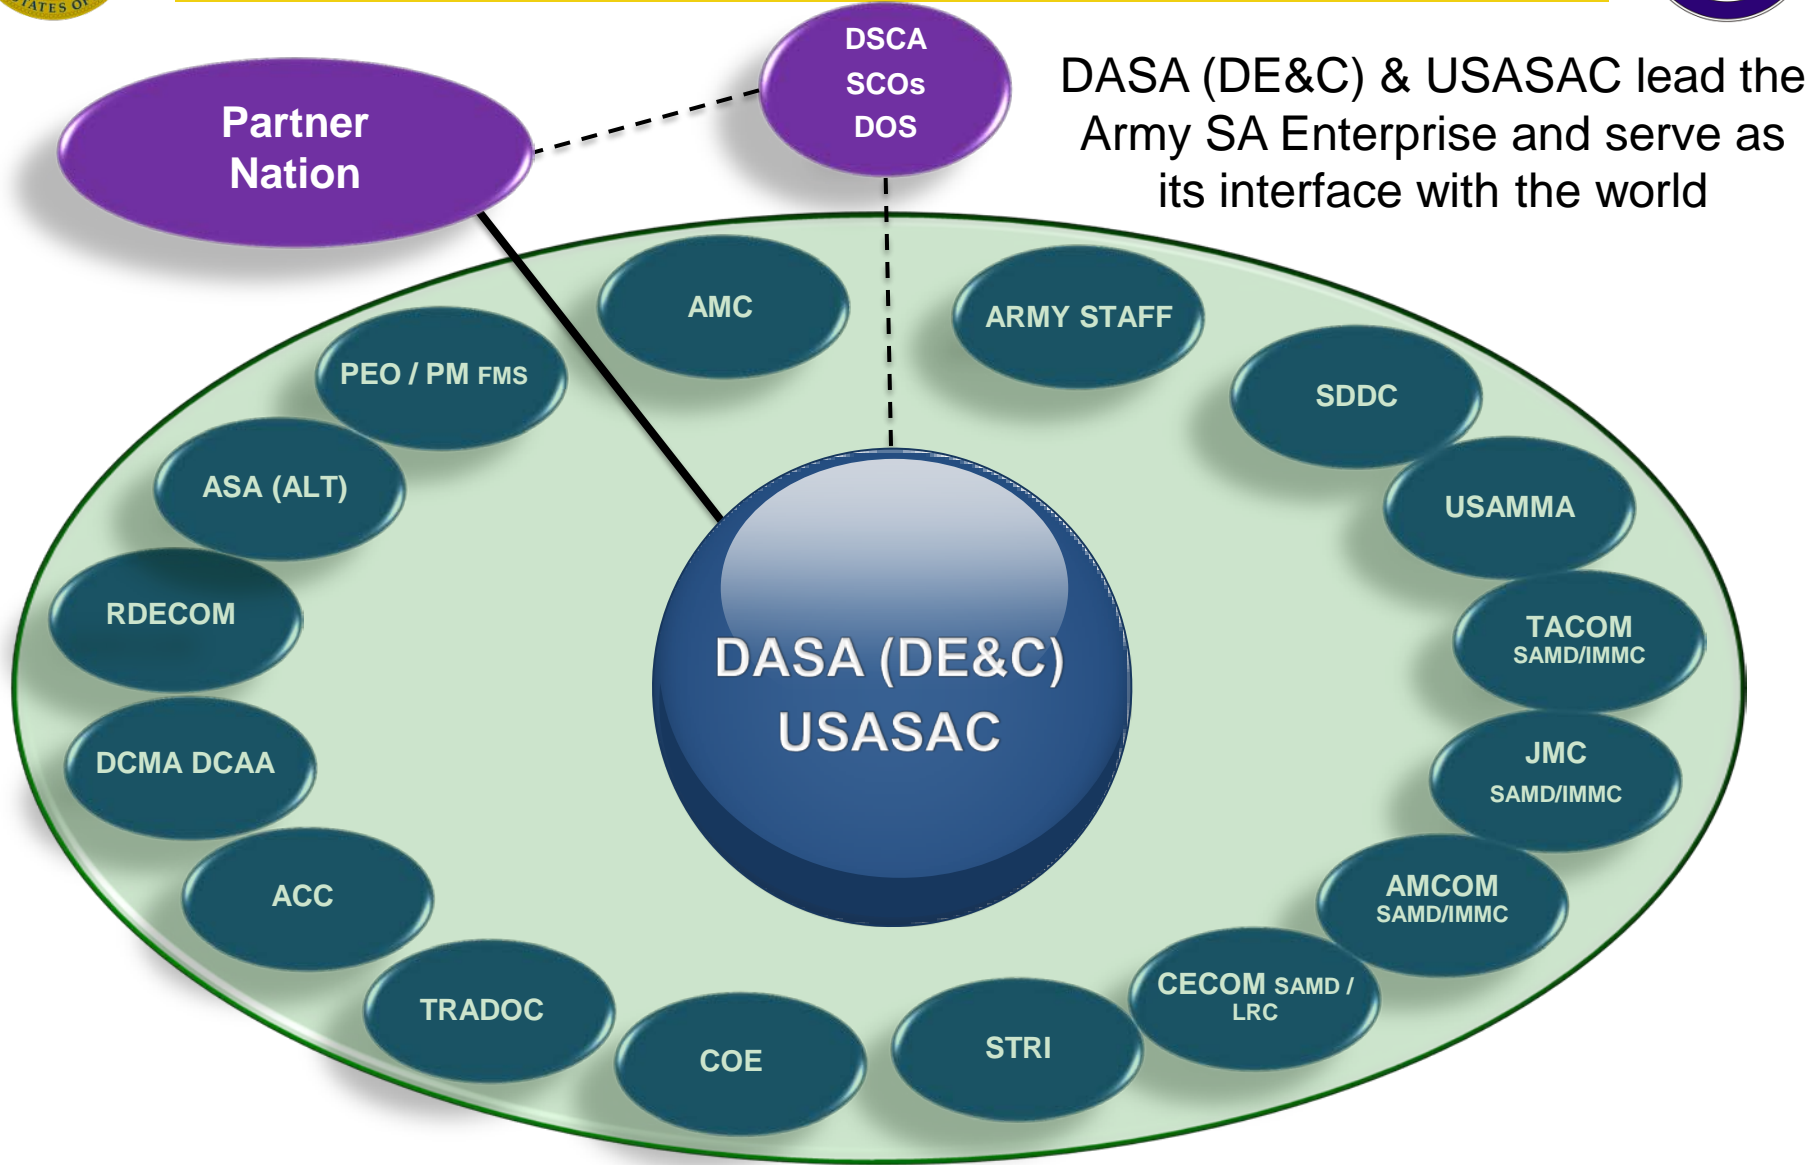 TATES OF
DSCA
SCOs
DOS
Partner
Nation
DASA (DE&C) & USASAC lead the
Army SA Enterprise and serve as
its interface with the world
AMC
ARMY STAFF
PEO / PM FMS
SDDC
ASA (ALT)
USAMMA
RDECOM
TACOM
SAMD/IMMC
DASA (DE&C)
USASAC
DCMA DCAA
JMC
SAMD/IMMC
ACC
AMCOM
SAMD/IMMC
TRADOC
CECOM SAMD /
LRC
COE
STRI